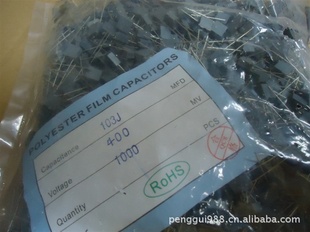 POLYESTER FILM CAPACITORS
Capacitance 103J MFD
Voltage 400 MV
Quantity 1000 PCS
RoHS
penggui988.cn.alibaba.com